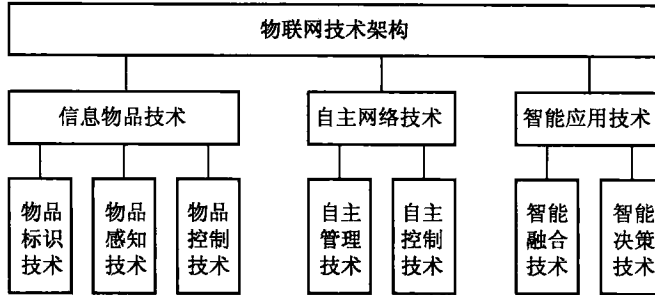 物联网技术架构
信息物品技术
自主网络技术
智能应用技术
物品
标识
技术
物品
感知
技术
物品
控制
技术
自主
管理
技术
自主
控制
技术
智能
融合
技术
智能
决策
技术